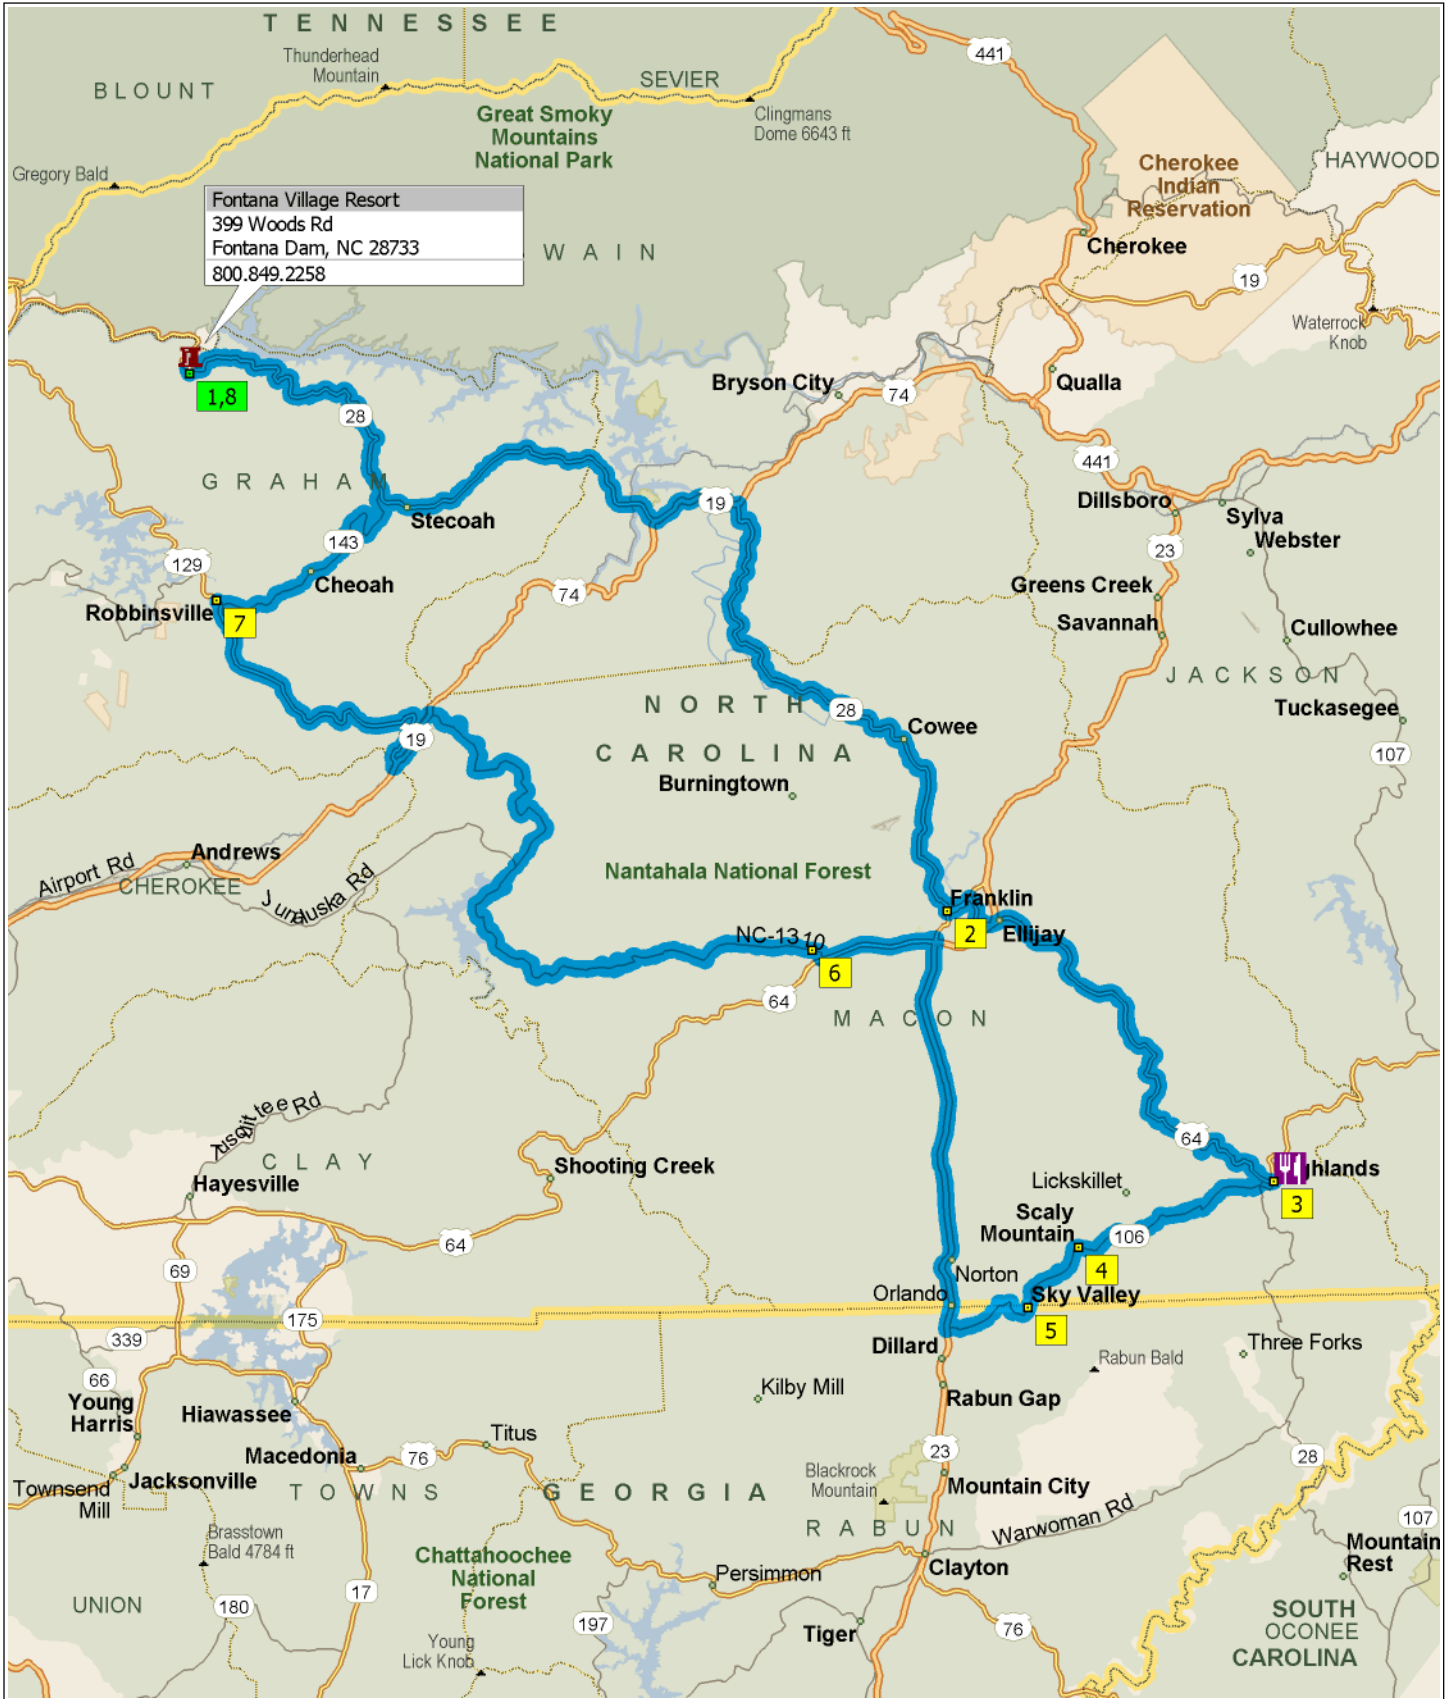 TENNESSEE
441
Thunderhead
Mountain
BLOUNT
SEVIER
Great Smoky
Mountains
National Park
Clingmans
Dome 6643 ft
Gregory Bald
Cherokee
Indian
Reservation
HAYWOOD
Fontana Village Resort
399 Woods Rd
Fontana Dam, NC 28733
800.849.2258
WAIN
Cherokee
19
Waterrock
Knob
1,8
28
Bryson City
74
Qualla
441
GRAHAM
Stecoah
19
Dillsboro
Sylva
Webster
143
129
Cheoah
23
Robbinsville
7
74
Greens Creek
Savannah
Cullowhee
JACKSON
Tuckasegee
107
NORTH
28
CAROLINA
Cowee
19
Burningtown
Andrews
Airport Rd
CHEROKEE
Junaluska Rd
Nantahala National Forest
Franklin
2
Ellijay
NC-1310
6
64
MACON
Tusquittee Rd
CLAY
Hayesville
Shooting Creek
64
64
ghlands
3
Lickskillet
Scaly
Mountain
106
4
69
Norton
Orlando
Sky Valley
5
175
339
Dillard
Three Forks
Rabun Bald
66
Young
Harris
Hiawassee
Kilby Mill
Rabun Gap
Titus
Macedonia
76
23
28
Townsend
Mill
Jacksonville
TOWNS
GEORGIA
Blackrock
Mountain
Mountain City
RABUN
Warwoman Rd
107
Mountain
Rest
Brasstown
Bald 4784 ft
Chattahoochee
National
Forest
Persimmon
Clayton
17
UNION
180
197
Tiger
76
SOUTH
OCONEE
CAROLINA
Young
Lick Knob